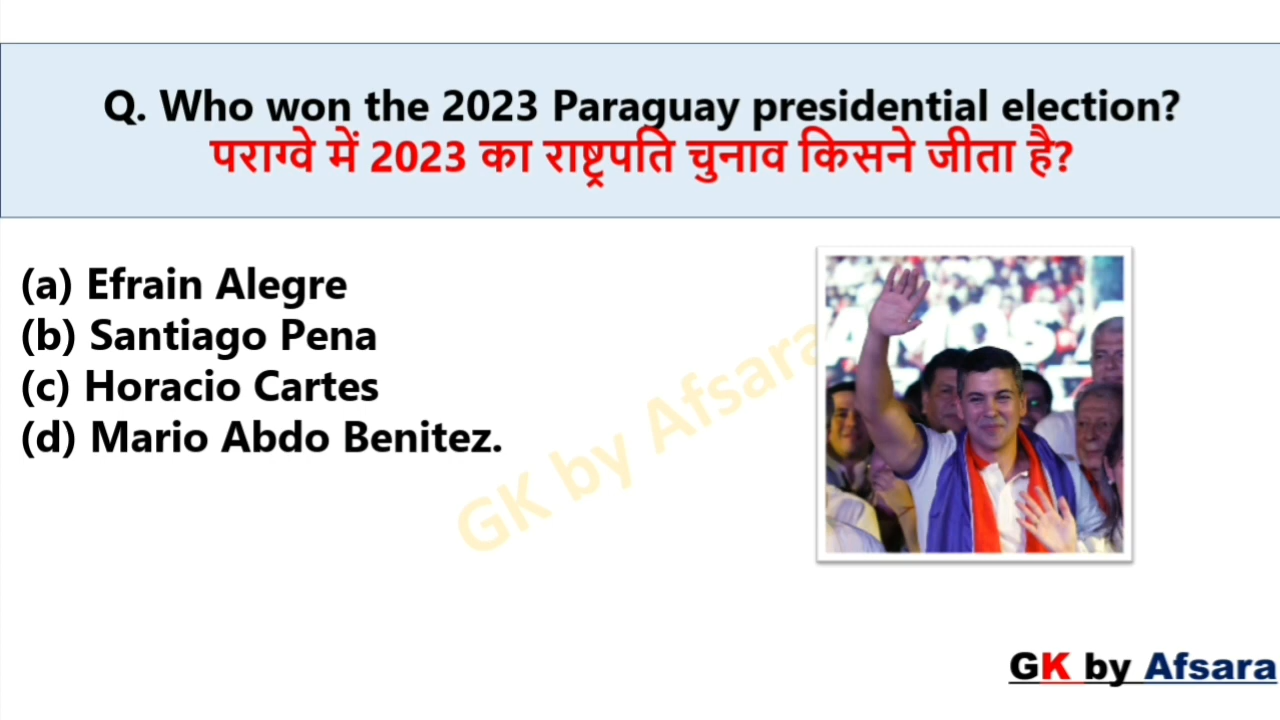 Q. Who won the 2023 Paraguay presidential election?
पराग्वे में 2023 का राष्ट्रपति चुनाव किसने जीता है?
(a) Efrain Alegre
(b) Santiago Pena
(c) Horacio Cartes
(d) Mario Abdo Benitez.
GK by Afsara
GK by Afsara